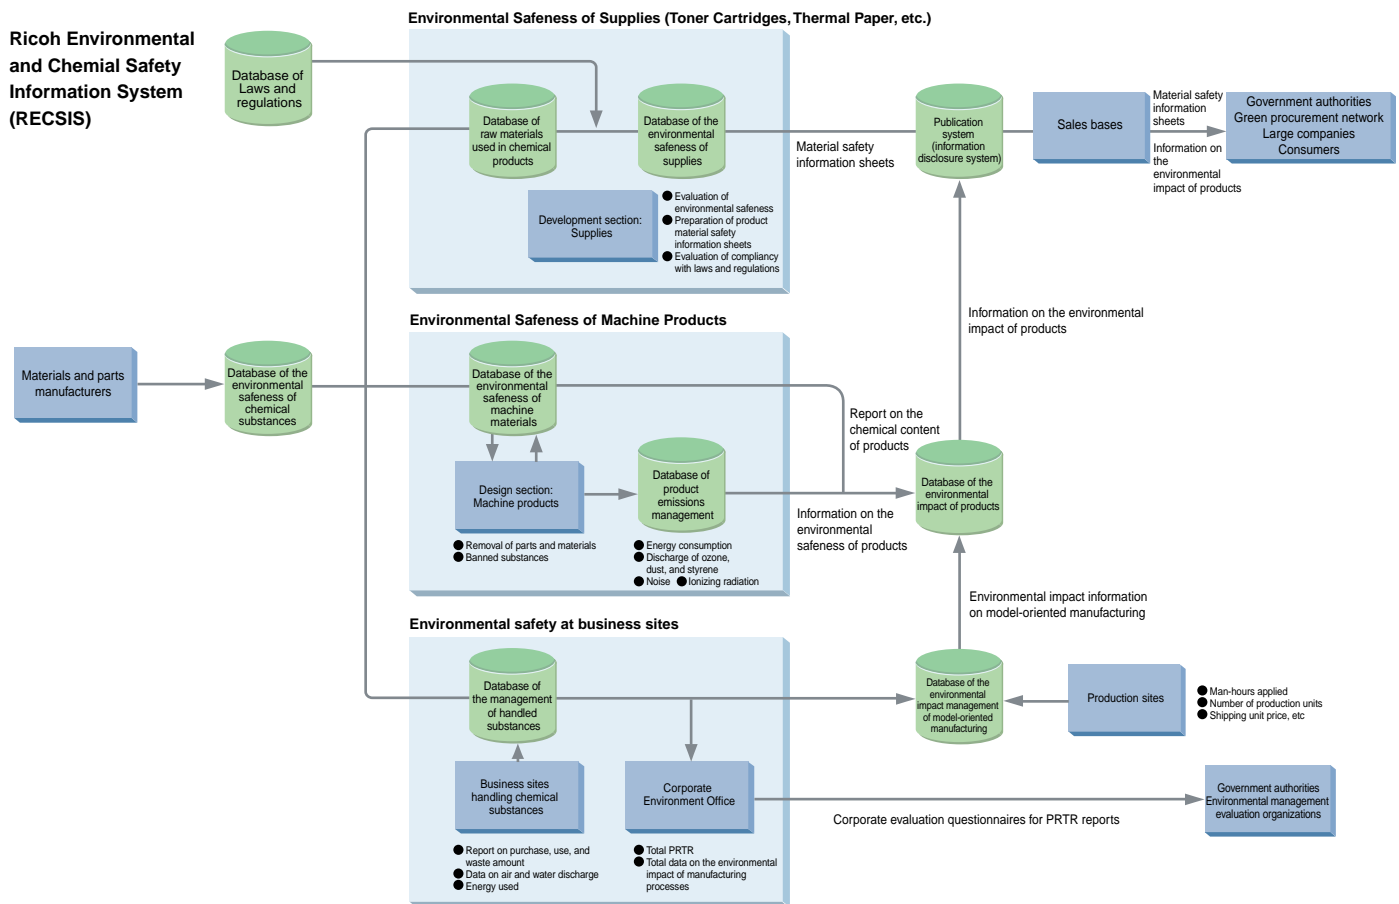 Ricoh Environmental
and Chemial Safety
Information System
(RECSIS)
Database of
Laws and
regulations
Environmental Safeness of Supplies (Toner Cartridges, Thermal Paper, etc.)
Database of
raw materials
used in chemical
products
Database of the
environmental
safeness of
supplies
Development section:
Supplies
● Evaluation of
environmental safeness
● Preparation of product
material safety
information sheets
● Evaluation of compliancy
with laws and regulations
Material safety
information sheets
Publication
system
(information
disclosure system)
Sales bases
Material safety
information
sheets
Information on
the
environmental
impact of products
Government authorities
Green procurement network
Large companies
Consumers
Information on the environmental
impact of products
Materials and parts
manufacturers
Database of the
environmental
safeness of
chemical
substances
Environmental Safeness of Machine Products
Database of the
environmental
safeness of
machine
materials
Design section:
Machine products
● Removal of parts and materials
● Banned substances
Database of
product
emissions
management
● Energy consumption
● Discharge of ozone,
dust, and styrene
● Noise ● Ionizing radiation
Report on the
chemical content
of products
Information on the
environmental
safeness of products
Database of the
environmental
impact of products
Environmental impact information
on model-oriented manufacturing
Environmental safety at business sites
Database of
the management
of handled
substances
Business sites
handling chemical
substances
● Report on purchase, use, and
waste amount
● Data on air and water discharge
● Energy used
Corporate
Environment Office
● Total PRTR
● Total data on the environmental
impact of manufacturing
processes
Database of the
environmental
impact management
of model-oriented
manufacturing
Production sites
● Man-hours applied
● Number of production units
● Shipping unit price, etc
Corporate evaluation questionnaires for PRTR reports
Government authorities
Environmental management
evaluation organizations